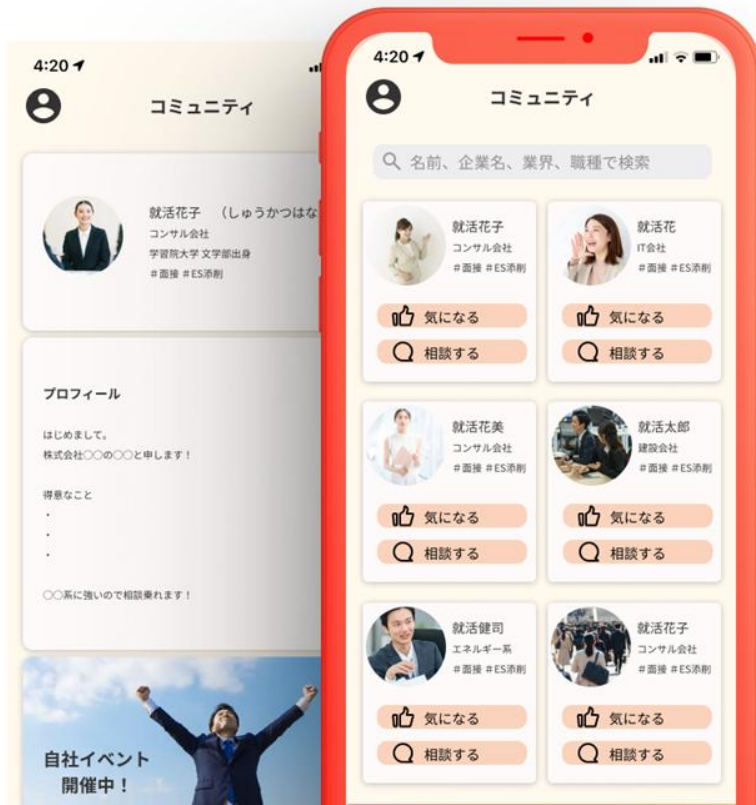 4:20
コミュニティ
就活花子 （しゅうかつはな
コンサル会社
学習院大学 文学部出身
#面接 #ES添削
プロフィール
はじめまして。
株式会社○○の○○と申します！
得意なこと
・
・
・
○○系に強いので相談乗れます！
自社イベント
開催中！
4:20
コミュニティ
名前、企業名、業界、職種で検索
就活花子
コンサル会社
#面接 #ES添削
気になる
相談する
就活花
IT会社
#面接 #ES添削
気になる
相談する
就活花美
コンサル会社
#面接 #ES添削
気になる
相談する
就活太郎
建設会社
#面接 #ES添削
気になる
相談する
就活健司
エネルギー系
#面接 #ES添削
気になる
相談する
就活花子
コンサル会社
#面接 #ES添削
気になる
相談する